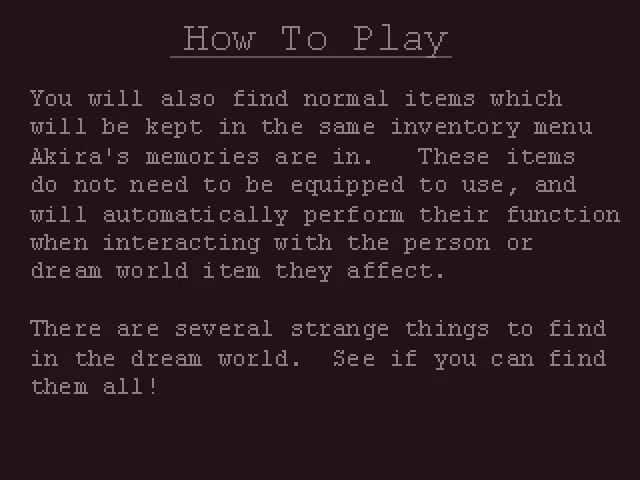 How To Play
You will also find normal items which
will be kept in the same inventory menu
Akira's memories are in.   These items
do not need to be equipped to use, and
will automatically perform their function
when interacting with the person or
dream world item they affect.
There are several strange things to find
in the dream world.  See if you can find
them all!